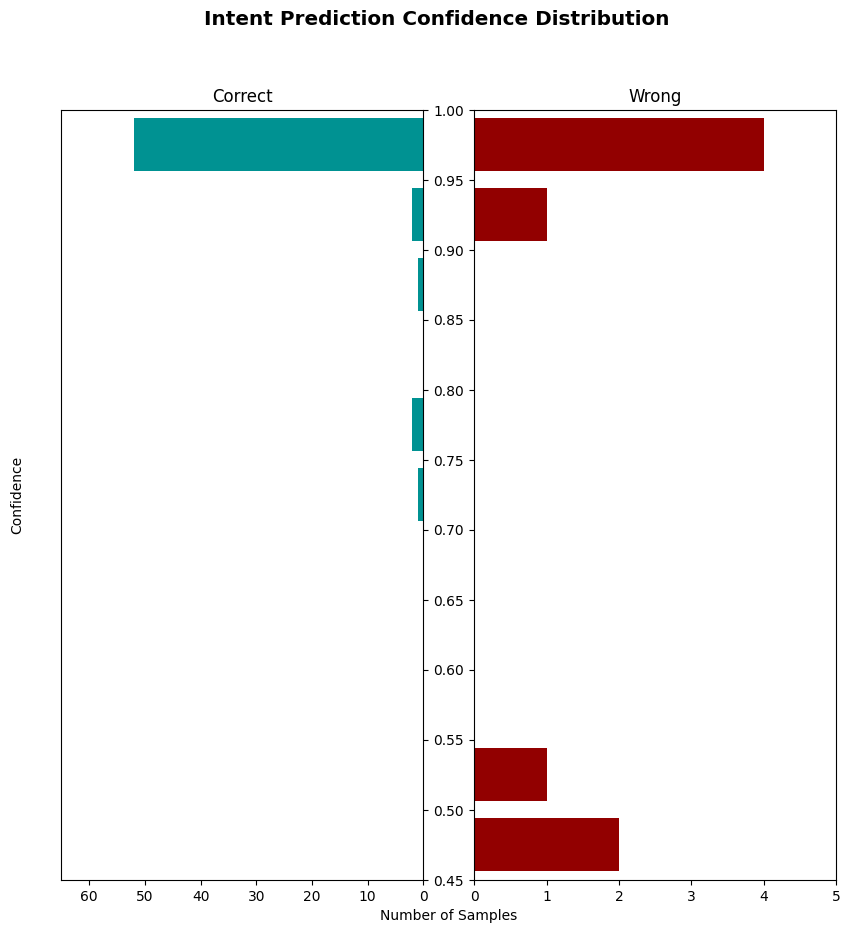 Intent Prediction Confidence Distribution
Correct
Wrong
1.00
0.95
0.90
0.85
0.80
0.75
0.70
0.65
0.60
0.55
0.50
0.45
Confidence
60 50 40 30 20 10 0
0 1 2 3 4 5
Number of Samples